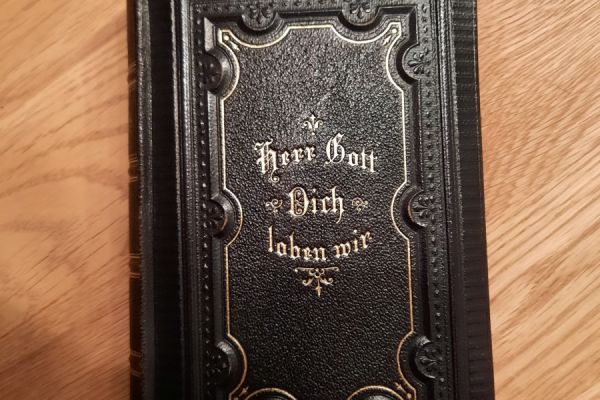 Herr Gott
Dich
loben wir